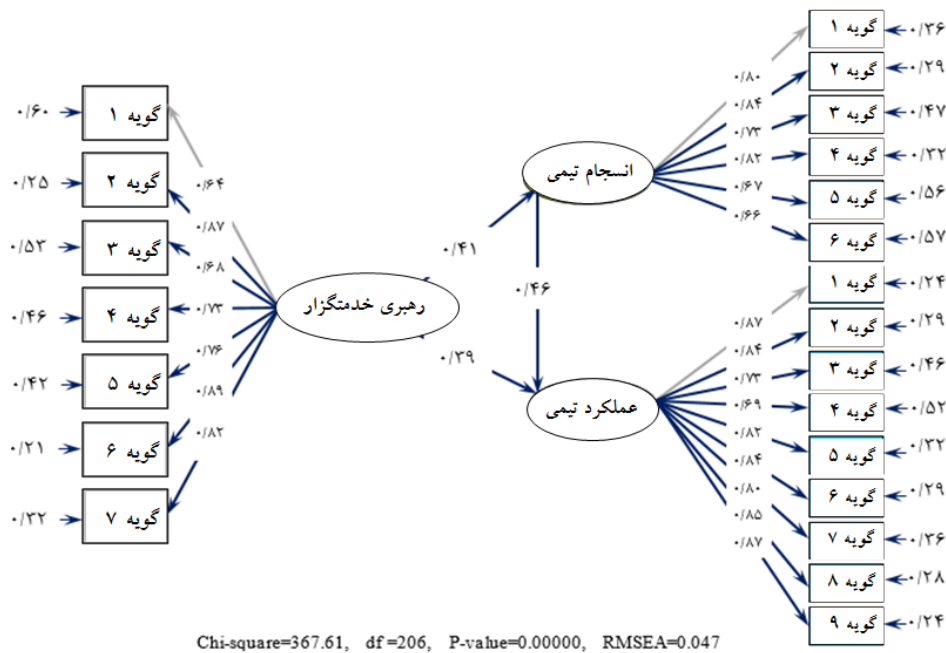 گویه ۱
۰/۶۰
گویه ۲
۰/۲۵
گویه ۳
۰/۵۳
گویه ۴
۰/۴۶
گویه ۵
۰/۴۲
گویه ۶
۰/۲۱
گویه ۷
۰/۳۲
۰/۶۴
۰/۸۷
۰/۶۸
۰/۷۳
۰/۷۶
۰/۸۹
۰/۸۲
رهبری خدمتگزار
۰/۴۱
۰/۳۹
۰/۴۶
انسجام تیمی
عملکرد تیمی
۰/۸۰
۰/۸۴
۰/۷۳
۰/۸۲
۰/۶۷
۰/۶۶
۰/۸۷
۰/۸۴
۰/۷۳
۰/۶۹
۰/۸۲
۰/۸۴
۰/۸۰
۰/۸۵
۰/۸۷
گویه ۱
۰/۳۶
گویه ۲
۰/۲۹
گویه ۳
۰/۴۷
گویه ۴
۰/۳۲
گویه ۵
۰/۵۶
گویه ۶
۰/۵۷
گویه ۱
۰/۲۴
گویه ۲
۰/۲۹
گویه ۳
۰/۴۶
گویه ۴
۰/۵۲
گویه ۵
۰/۳۲
گویه ۶
۰/۲۹
گویه ۷
۰/۳۶
گویه ۸
۰/۲۸
گویه ۹
۰/۲۴
Chi-square=367.61, df =206, P-value=0.00000, RMSEA=0.047